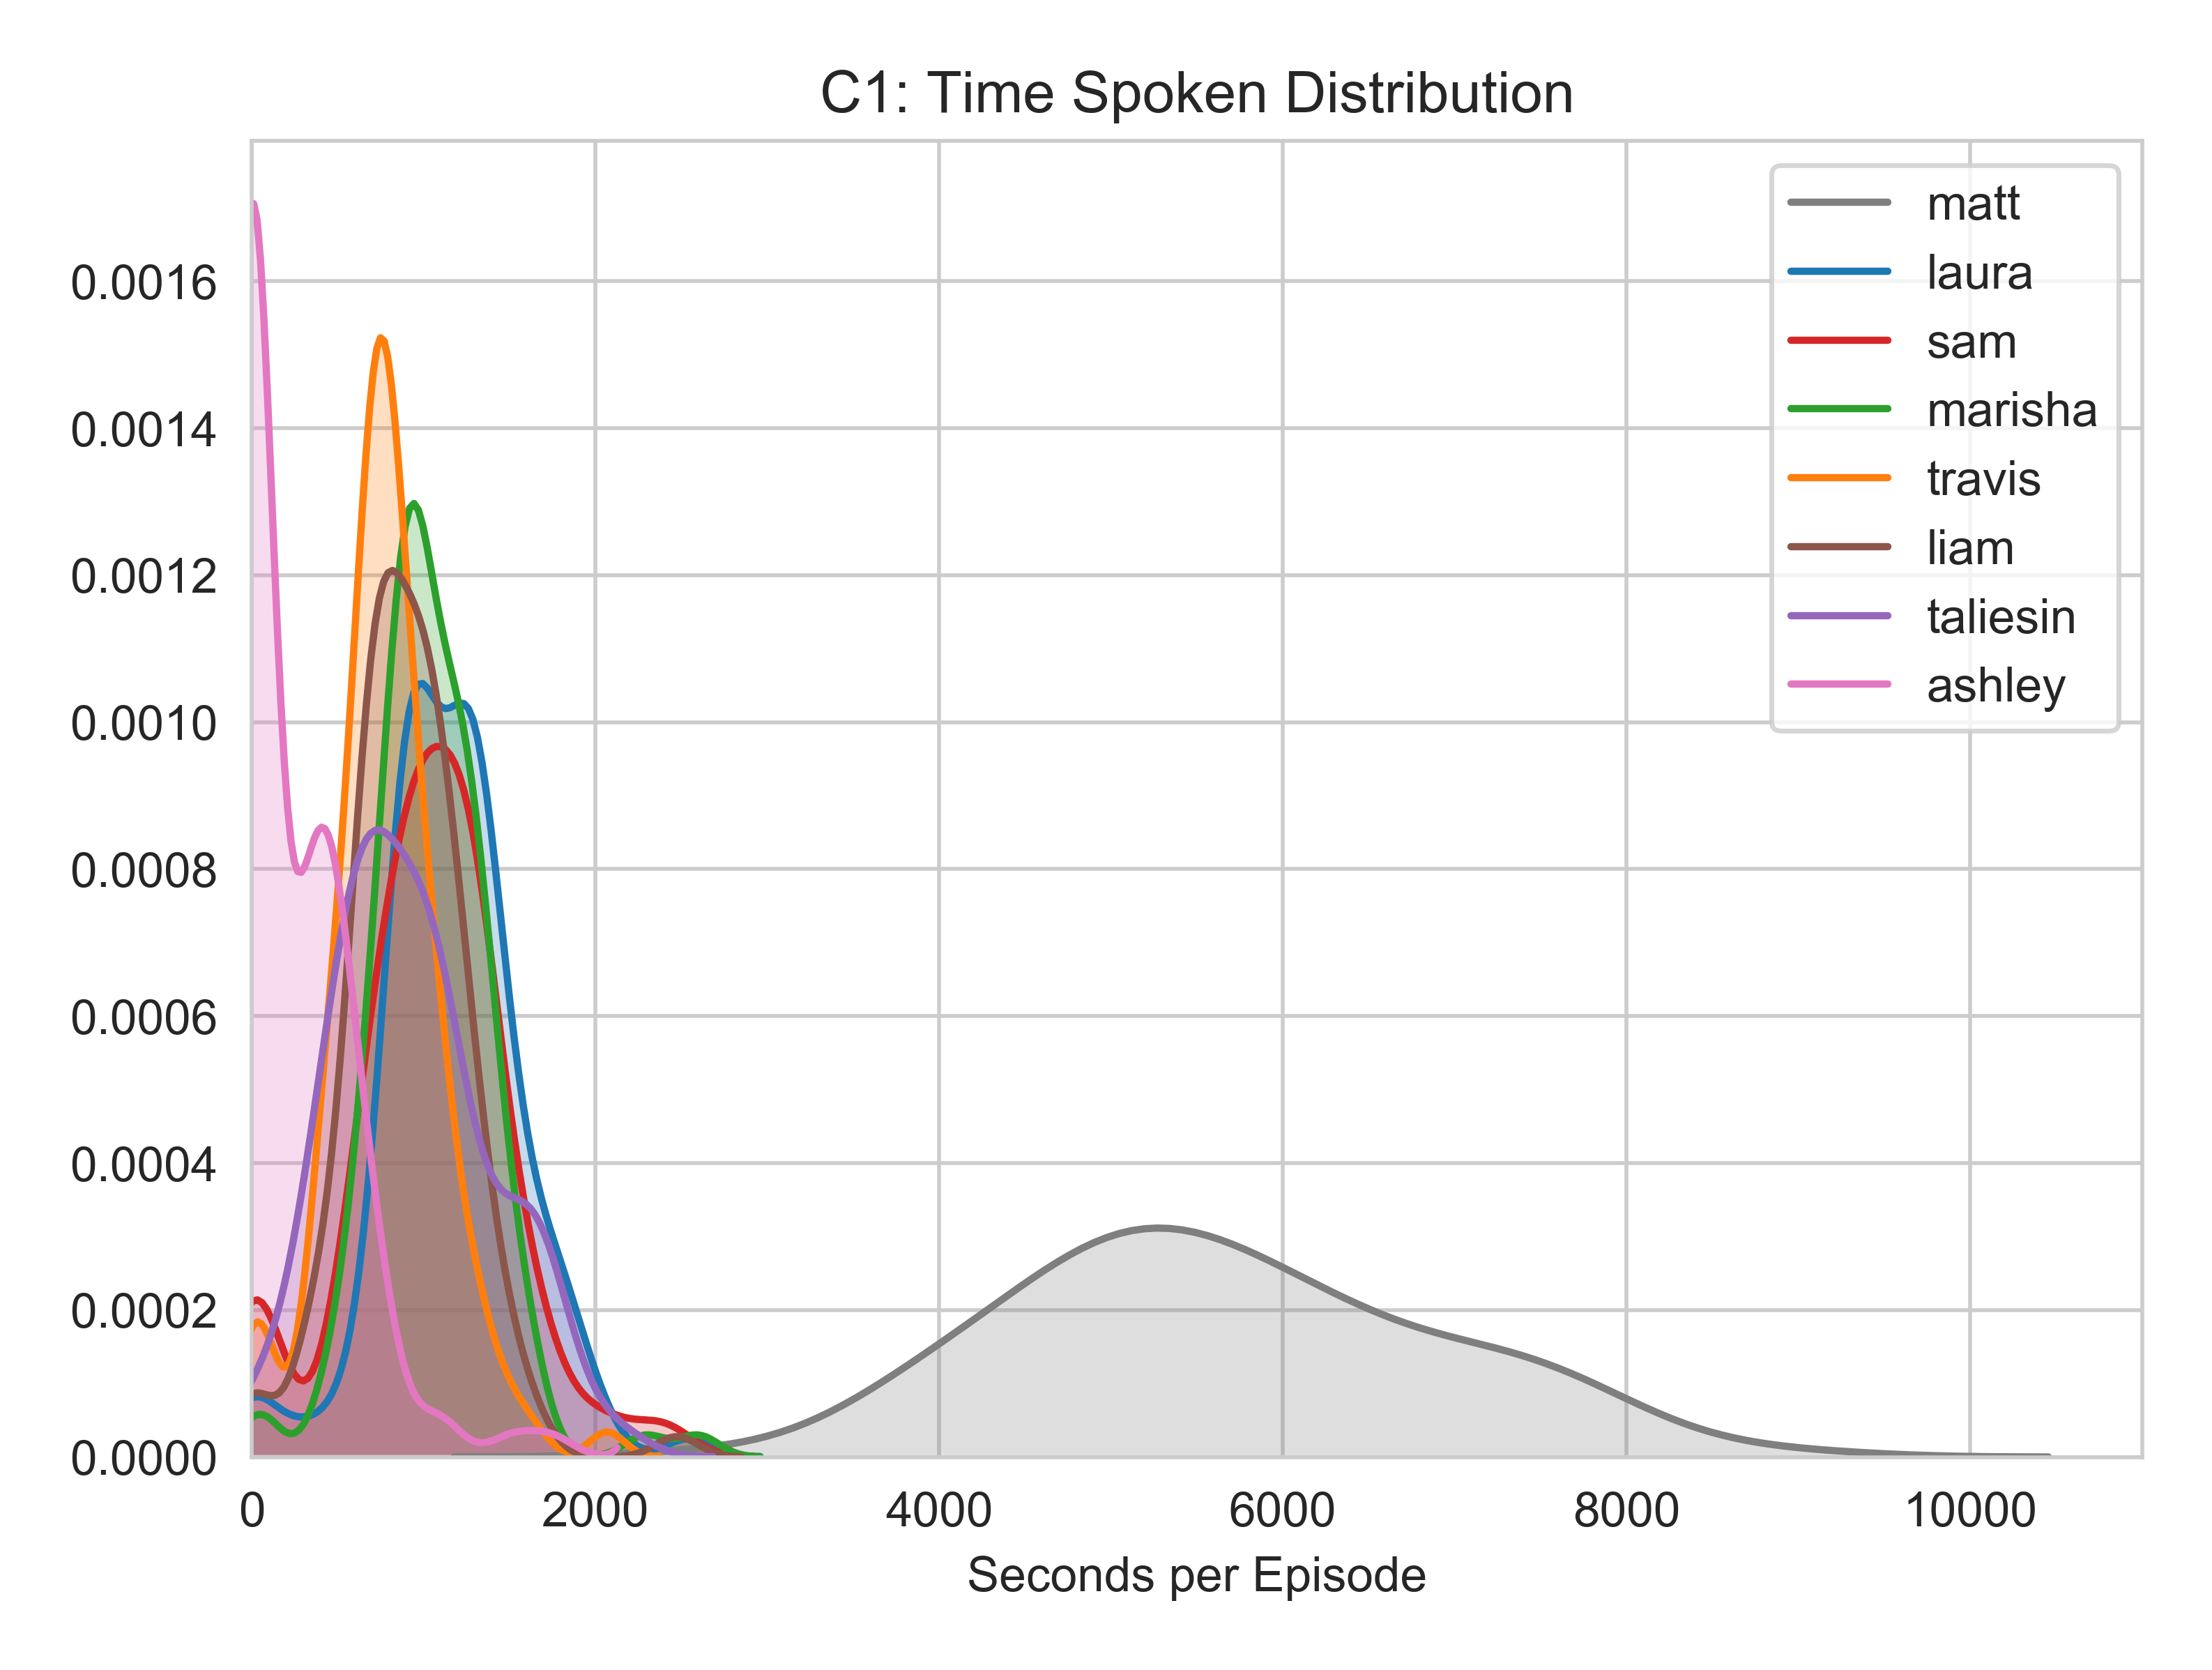 C1: Time Spoken Distribution
matt
laura
sam
marisha
travis
liam
taliesin
ashley
0.0016
0.0014
0.0012
0.0010
0.0008
0.0006
0.0004
0.0002
0.0000
0 2000 4000 6000 8000 10000
Seconds per Episode